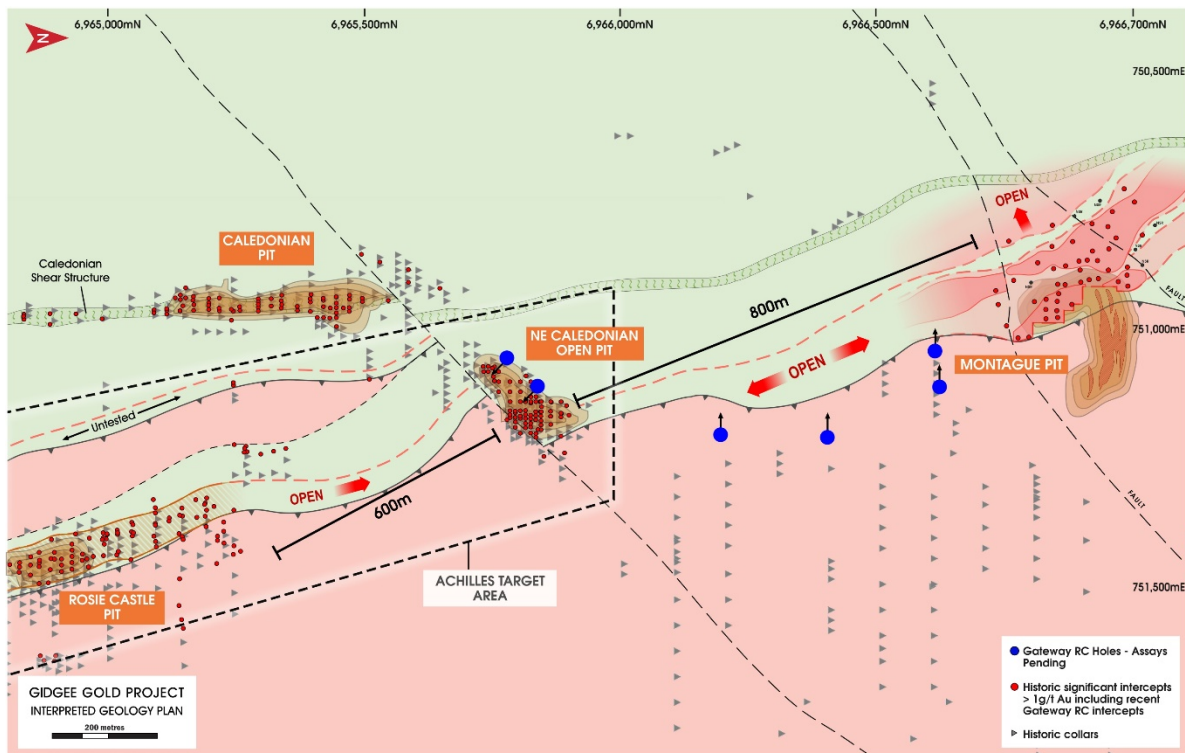 6,965,000mN
6,965,500mN
6,966,000mN
6,966,500mN
6,966,700mN
N
750,500mE
OPEN
CALEDONIAN
PIT
Caledonian
Shear Structure
800m
FAULT
NE CALEDONIAN
OPEN PIT
751,000mE
MONTAGUE PIT
OPEN
Untested
OPEN
600m
FAULT
ACHILLES TARGET
AREA
751,500mE
ROSIE CASTLE
PIT
GIDGEE GOLD PROJECT
INTERPRETED GEOLOGY PLAN
200 metres
Gateway RC Holes - Assays
Pending
Historic significant intercepts
> 1g/t Au including recent
Gateway RC intercepts
Historic collars